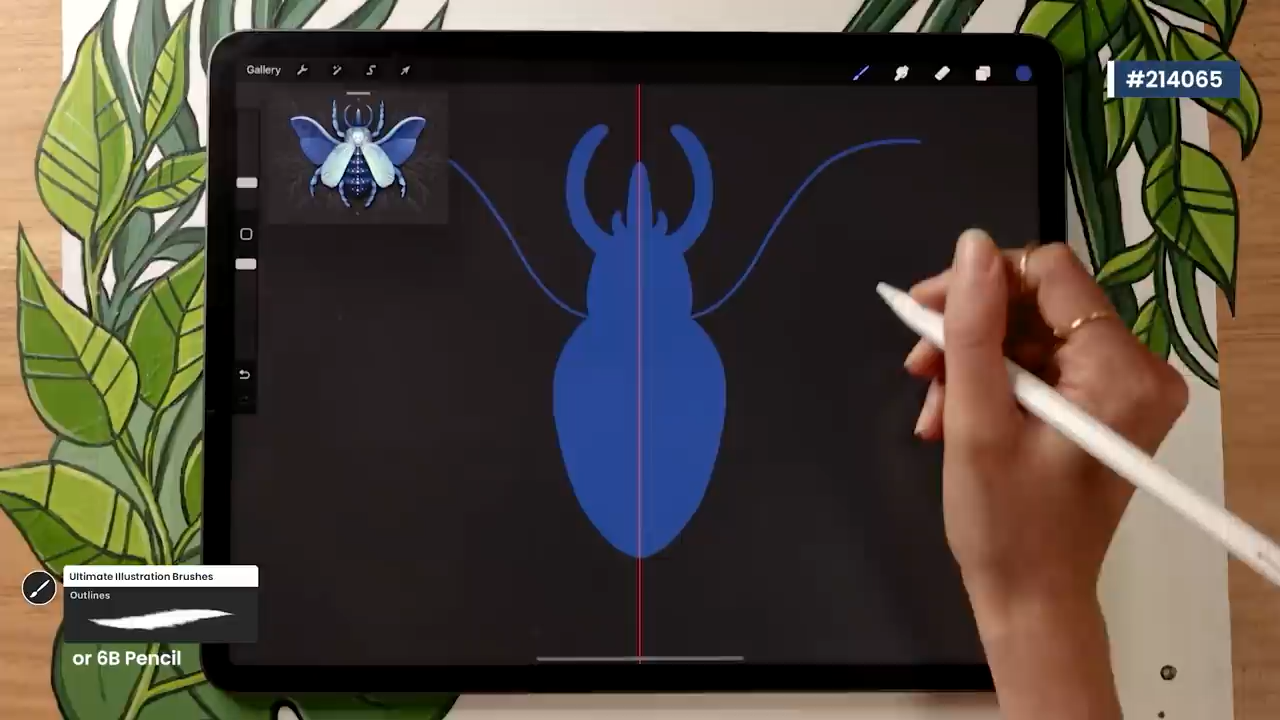 Gallery
#214065
Ultimate Illustration Brushes
Outlines
or 6B Pencil